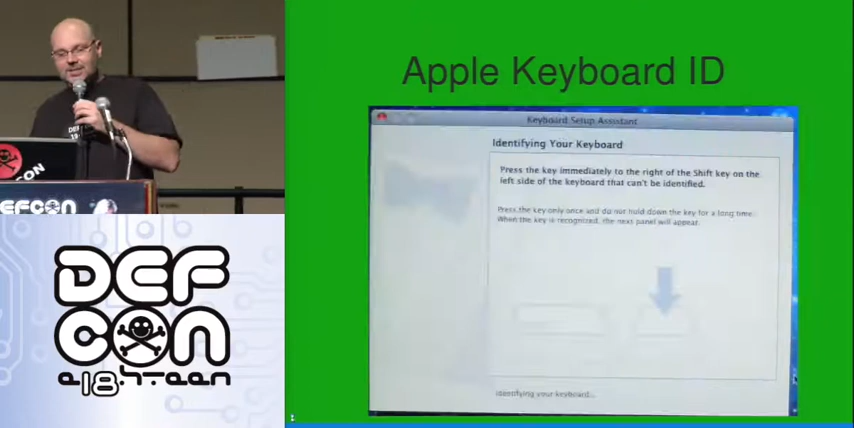 Apple Keyboard ID
Keyboard Setup Assistant
Identifying Your Keyboard
Press the key immediately to the right of the Shift key on the
left side of the keyboard that can't be identified.
Press the key only once and do not hold down the key for a long time.
When the key is recognized, the next panel will appear.
Identifying your keyboard...
DEFCON
DEF
CON
e18hteen